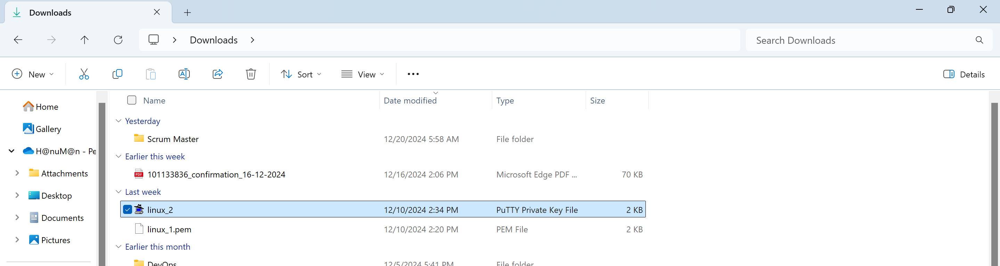 Downloads
Downloads
Search Downloads
New
Sort
View
Details
Name Date modified Type Size
Home
Gallery
H@nuM@n - Pe
Attachments
Desktop
Documents
Pictures
Yesterday
Scrum Master 12/20/2024 5:58 AM File folder
Earlier this week
PDF 101133836_confirmation_16-12-2024 12/16/2024 2:06 PM Microsoft Edge PDF ... 70 KB
Last week
linux_2 12/10/2024 2:34 PM PuTTY Private Key File 2 KB
linux_1.pem 12/10/2024 2:20 PM PEM File 2 KB
Earlier this month
DevOps 12/5/2024 5:41 PM File folder